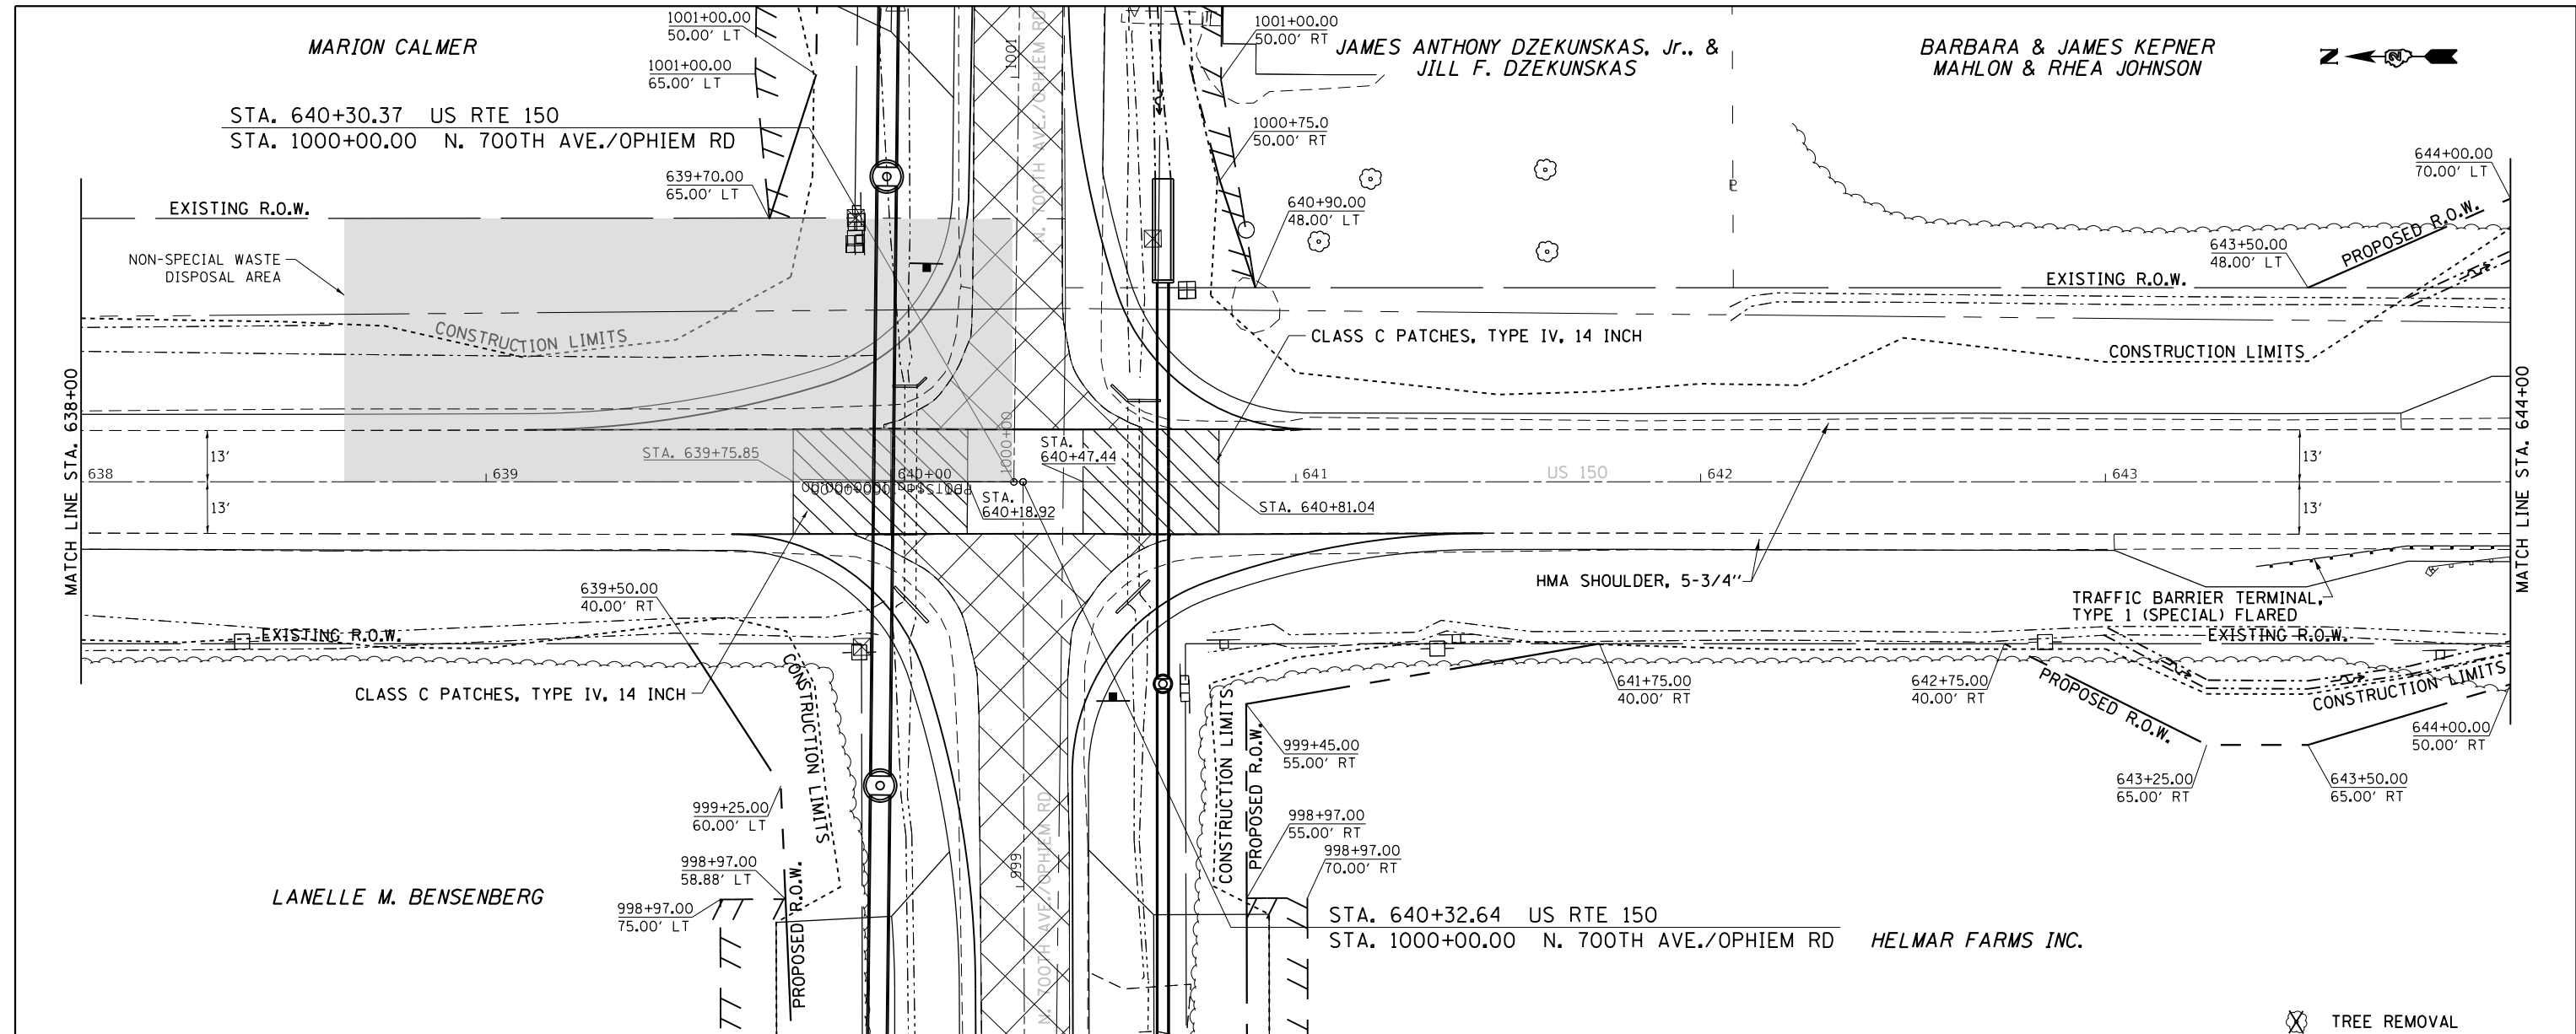 1001+00.00
50.00' LT
MARION CALMER
1001+00.00
65.00' LT
STA. 640+30.37 US RTE 150
STA. 1000+00.00 N. 700TH AVE./OPHIEM RD
639+70.00
65.00' LT
1001
N. 700TH AVE./OPHIEM RD
1001+00.00
50.00' RT
JAMES ANTHONY DZEKUNSKAS, Jr., &
JILL F. DZEKUNSKAS
BARBARA & JAMES KEPNER
MAHLON & RHEA JOHNSON
N
1000+75.0
50.00' RT
640+90.00
48.00' LT
P
644+00.00
70.00' LT
PROPOSED R.O.W.
643+50.00
48.00' LT
EXISTING R.O.W.
EXISTING R.O.W.
NON-SPECIAL WASTE
DISPOSAL AREA
CONSTRUCTION LIMITS
CLASS C PATCHES, TYPE IV, 14 INCH
CONSTRUCTION LIMITS
MATCH LINE STA. 638+00
13'
13'
638
639
STA. 639+75.85
640+00
1000+00
STA.
640+47.44
STA.
640+18.92
641
STA. 640+81.04
US 150
642
643
13'
13'
MATCH LINE STA. 644+00
HMA SHOULDER, 5-3/4"
TRAFFIC BARRIER TERMINAL,
TYPE 1 (SPECIAL) FLARED
EXISTING R.O.W.
639+50.00
40.00' RT
EXISTING R.O.W.
CONSTRUCTION LIMITS
CLASS C PATCHES, TYPE IV, 14 INCH
641+75.00
40.00' RT
642+75.00
40.00' RT
PROPOSED R.O.W.
CONSTRUCTION LIMITS
644+00.00
50.00' RT
643+25.00
65.00' RT
643+50.00
65.00' RT
CONSTRUCTION LIMITS
PROPOSED R.O.W.
999+45.00
55.00' RT
999+25.00
60.00' LT
998+97.00
55.00' RT
998+97.00
70.00' RT
998+97.00
58.88' LT
998+97.00
75.00' LT
PROPOSED R.O.W.
LANELLE M. BENSENBERG
999
N. 700TH AVE./OPHIEM RD
STA. 640+32.64 US RTE 150
STA. 1000+00.00 N. 700TH AVE./OPHIEM RD
HELMAR FARMS INC.
TREE REMOVAL